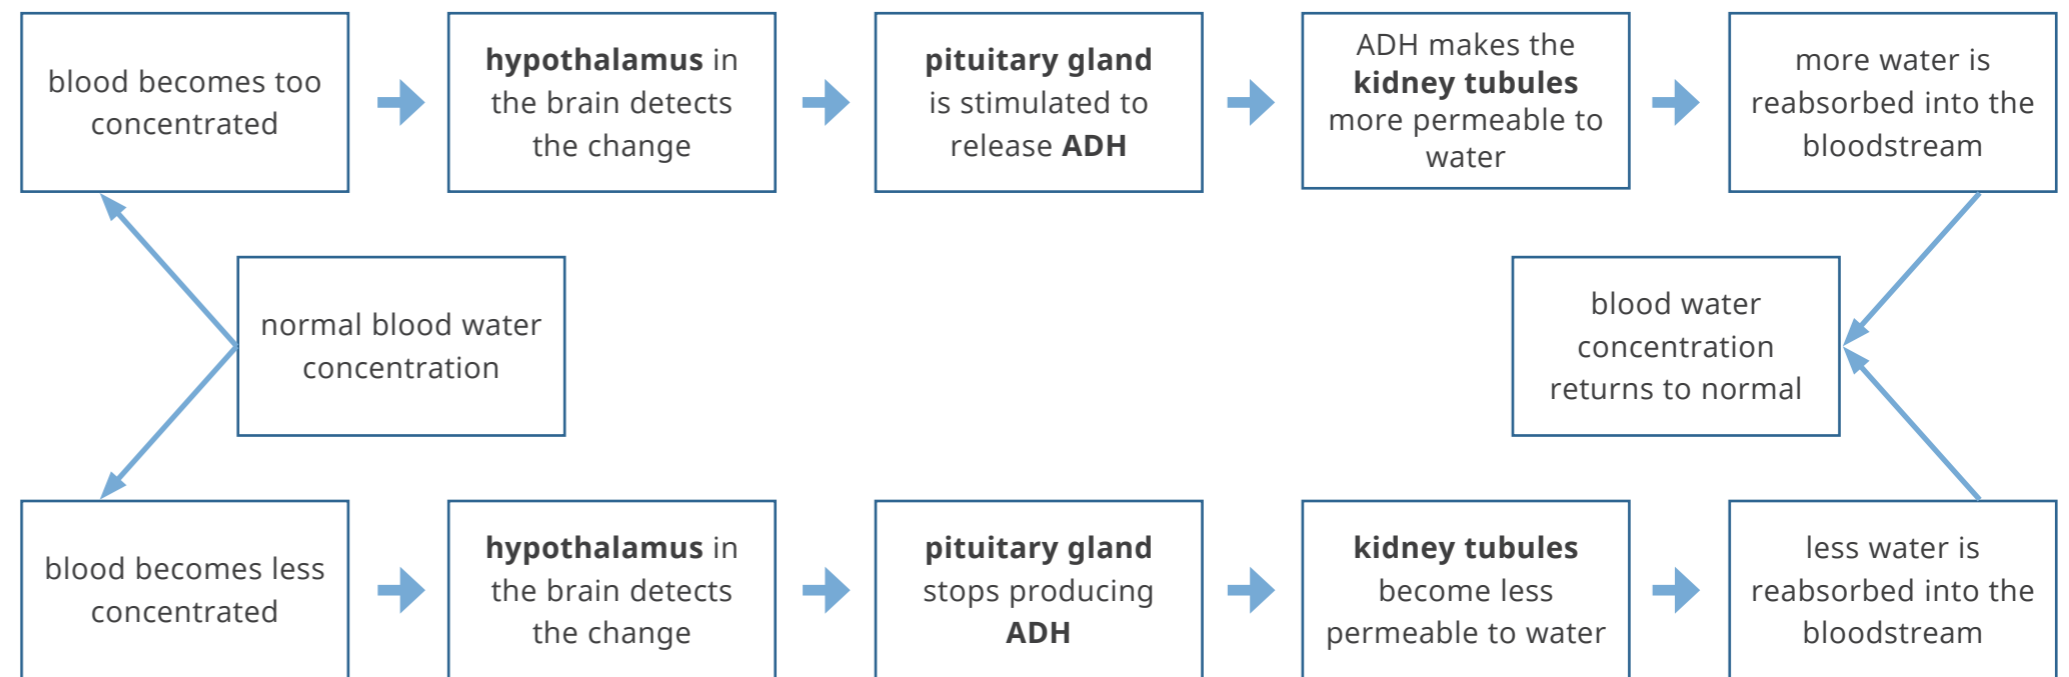 blood becomes too
concentrated
hypothalamus in
the brain detects
the change
pituitary gland
is stimulated to
release ADH
ADH makes the
kidney tubules
more permeable to
water
more water is
reabsorbed into the
bloodstream
normal blood water
concentration
blood water
concentration
returns to normal
blood becomes less
concentrated
hypothalamus in
the brain detects
the change
pituitary gland
stops producing
ADH
kidney tubules
become less
permeable to water
less water is
reabsorbed into the
bloodstream